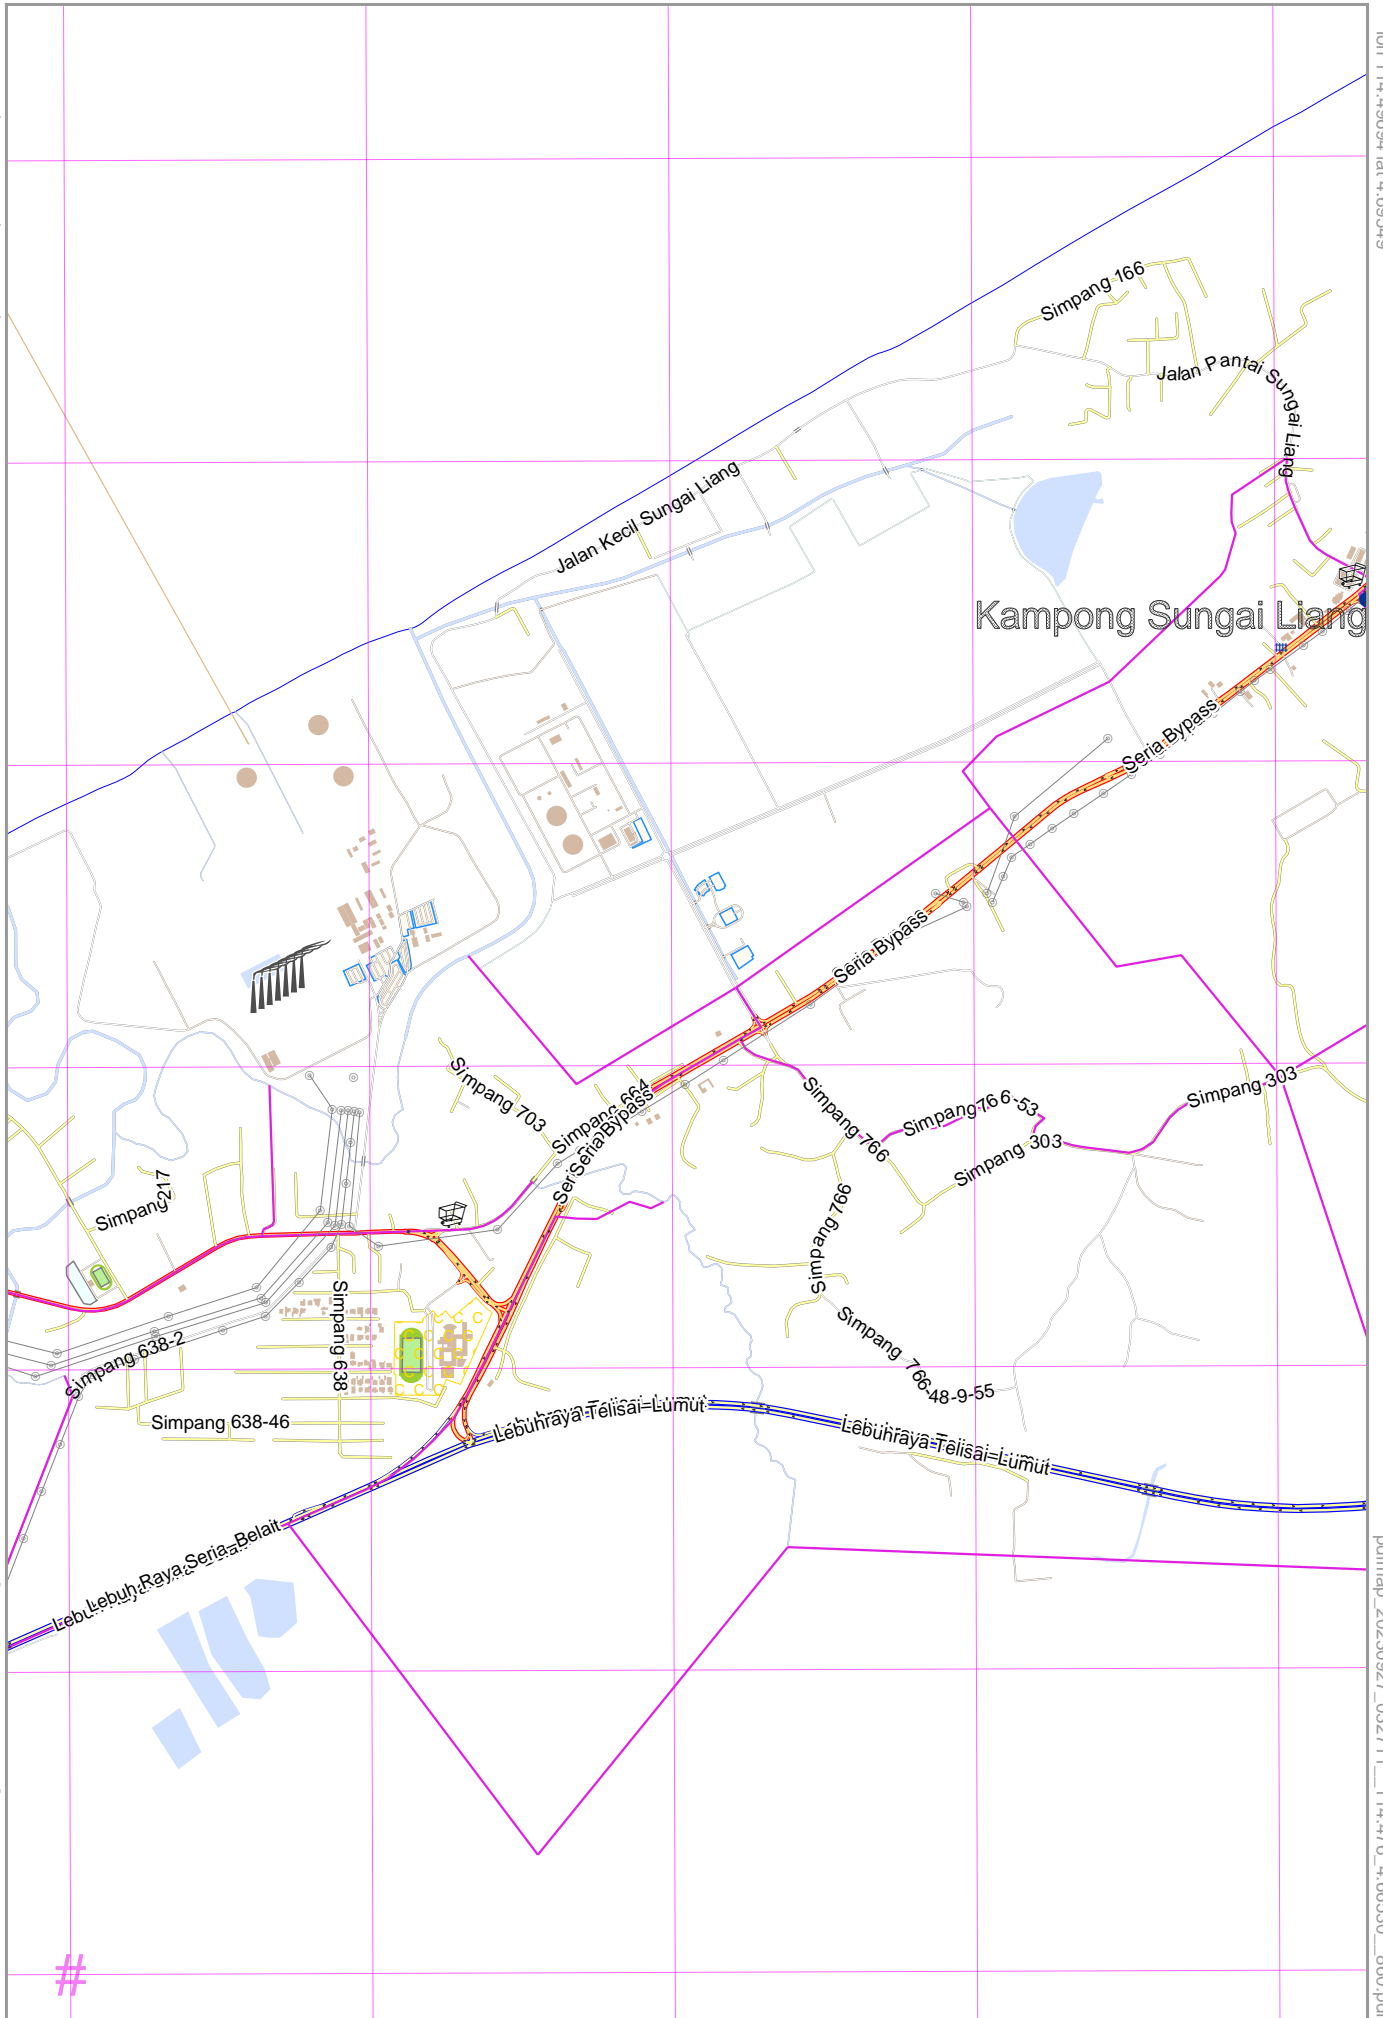 Simpang 166
Jalan Pantai Sungai Liang
Jalan Kecil Sungai Liang
Kampong Sungai Liang
Seria Bypass
Seria Bypass
Simpang 703
Simpang 664
Seria Bypass
Simpang 766
Simpang 766-53
Simpang 303
Simpang 303
Simpang 217
Simpang 766
Simpang 638
Simpang 638-2
Simpang 766-48-9-55
Simpang 638-46
Lebuhraya Telisai–Lumut
Lebuhraya Telisai–Lumut
Lebuh Raya Seria–Belait
#